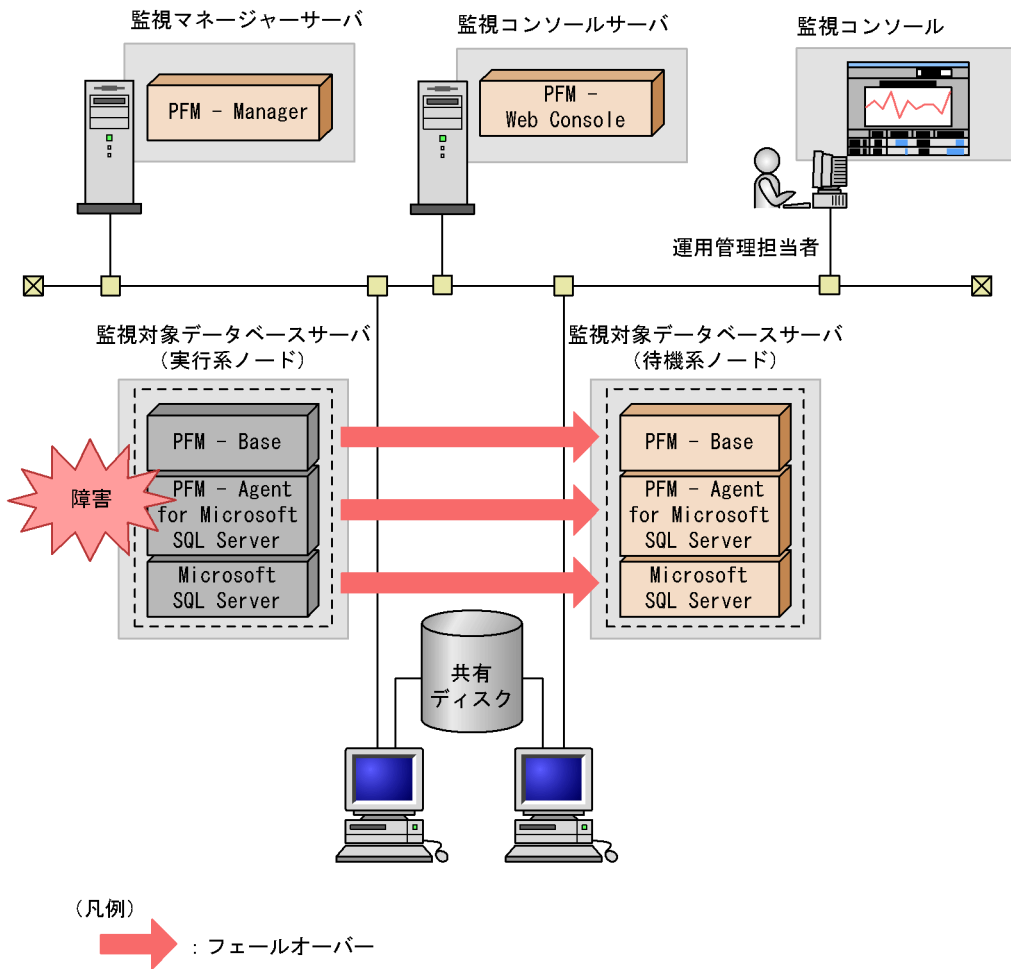 監視マネージャーサーバ
監視コンソールサーバ
監視コンソール
PFM - Manager
PFM -
Web Console
運用管理担当者
監視対象データベースサーバ
(実行系ノード)
監視対象データベースサーバ
(待機系ノード)
障害
PFM - Base
PFM - Agent
for Microsoft
SQL Server
Microsoft
SQL Server
PFM - Base
PFM - Agent
for Microsoft
SQL Server
Microsoft
SQL Server
共有
ディスク
(凡例)
:フェールオーバー